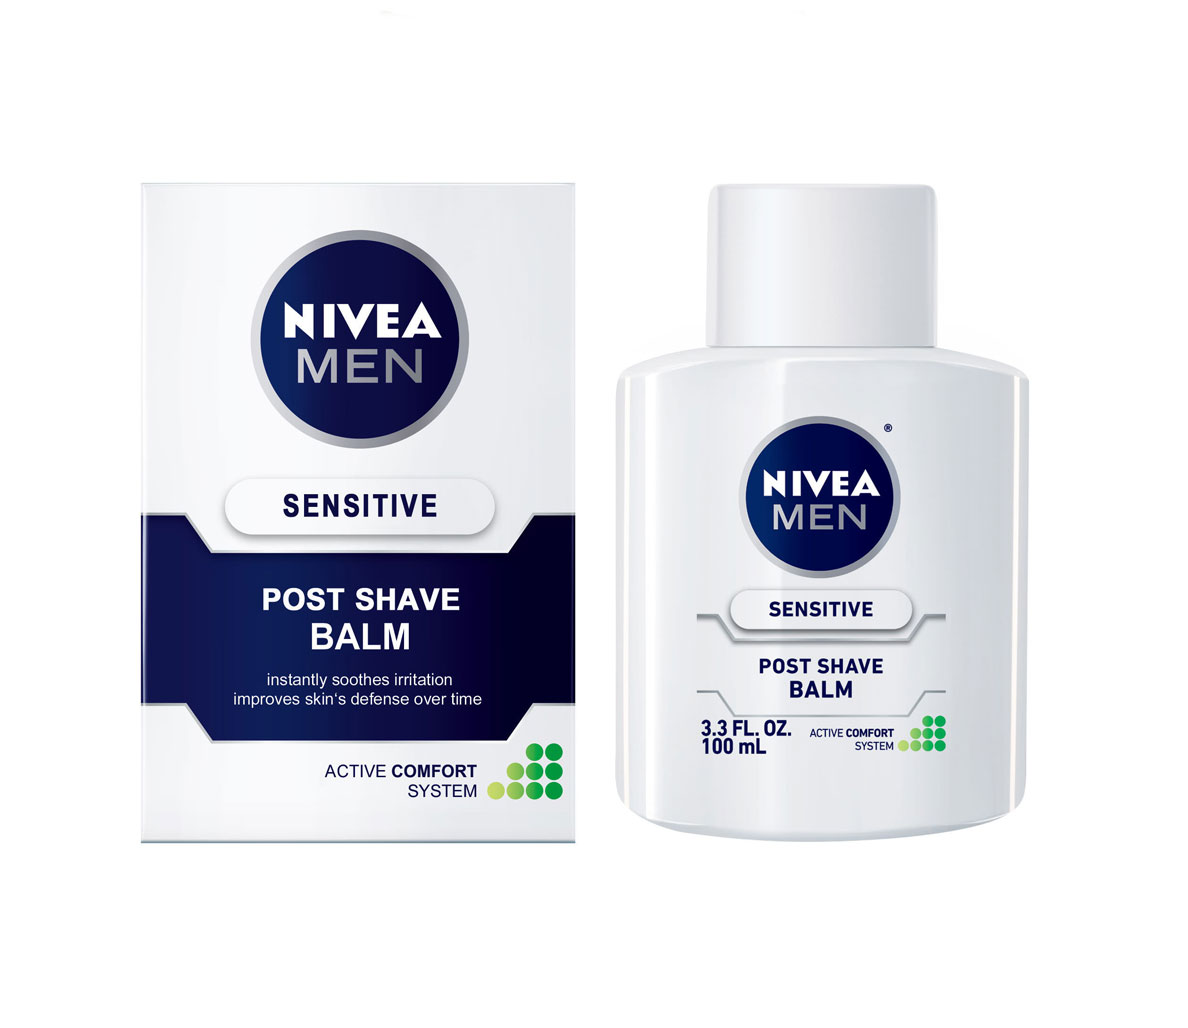 NIVEA
MEN
SENSITIVE
POST SHAVE
BALM
instantly soothes irritation
improves skin‘s defense over time
ACTIVE COMFORT
SYSTEM
®
NIVEA
MEN
SENSITIVE
POST SHAVE
BALM
3.3 FL. OZ.
100 mL
ACTIVE COMFORT
SYSTEM